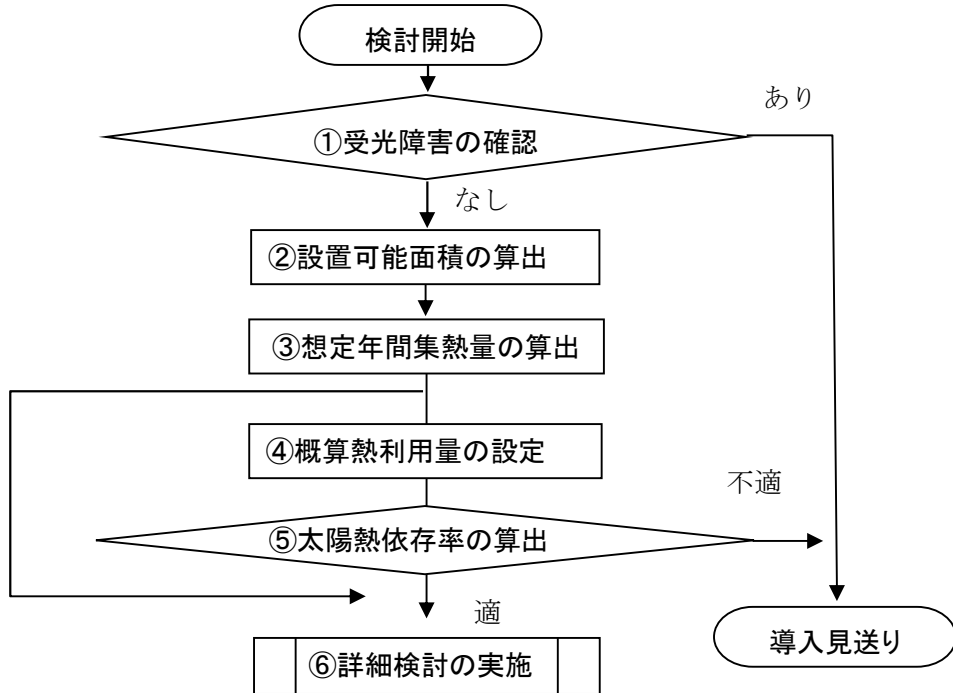 検討開始
あり
①受光障害の確認
なし
②設置可能面積の算出
③想定年間集熱量の算出
④概算熱利用量の設定
不適
⑤太陽熱依存率の算出
適
導入見送り
⑥詳細検討の実施